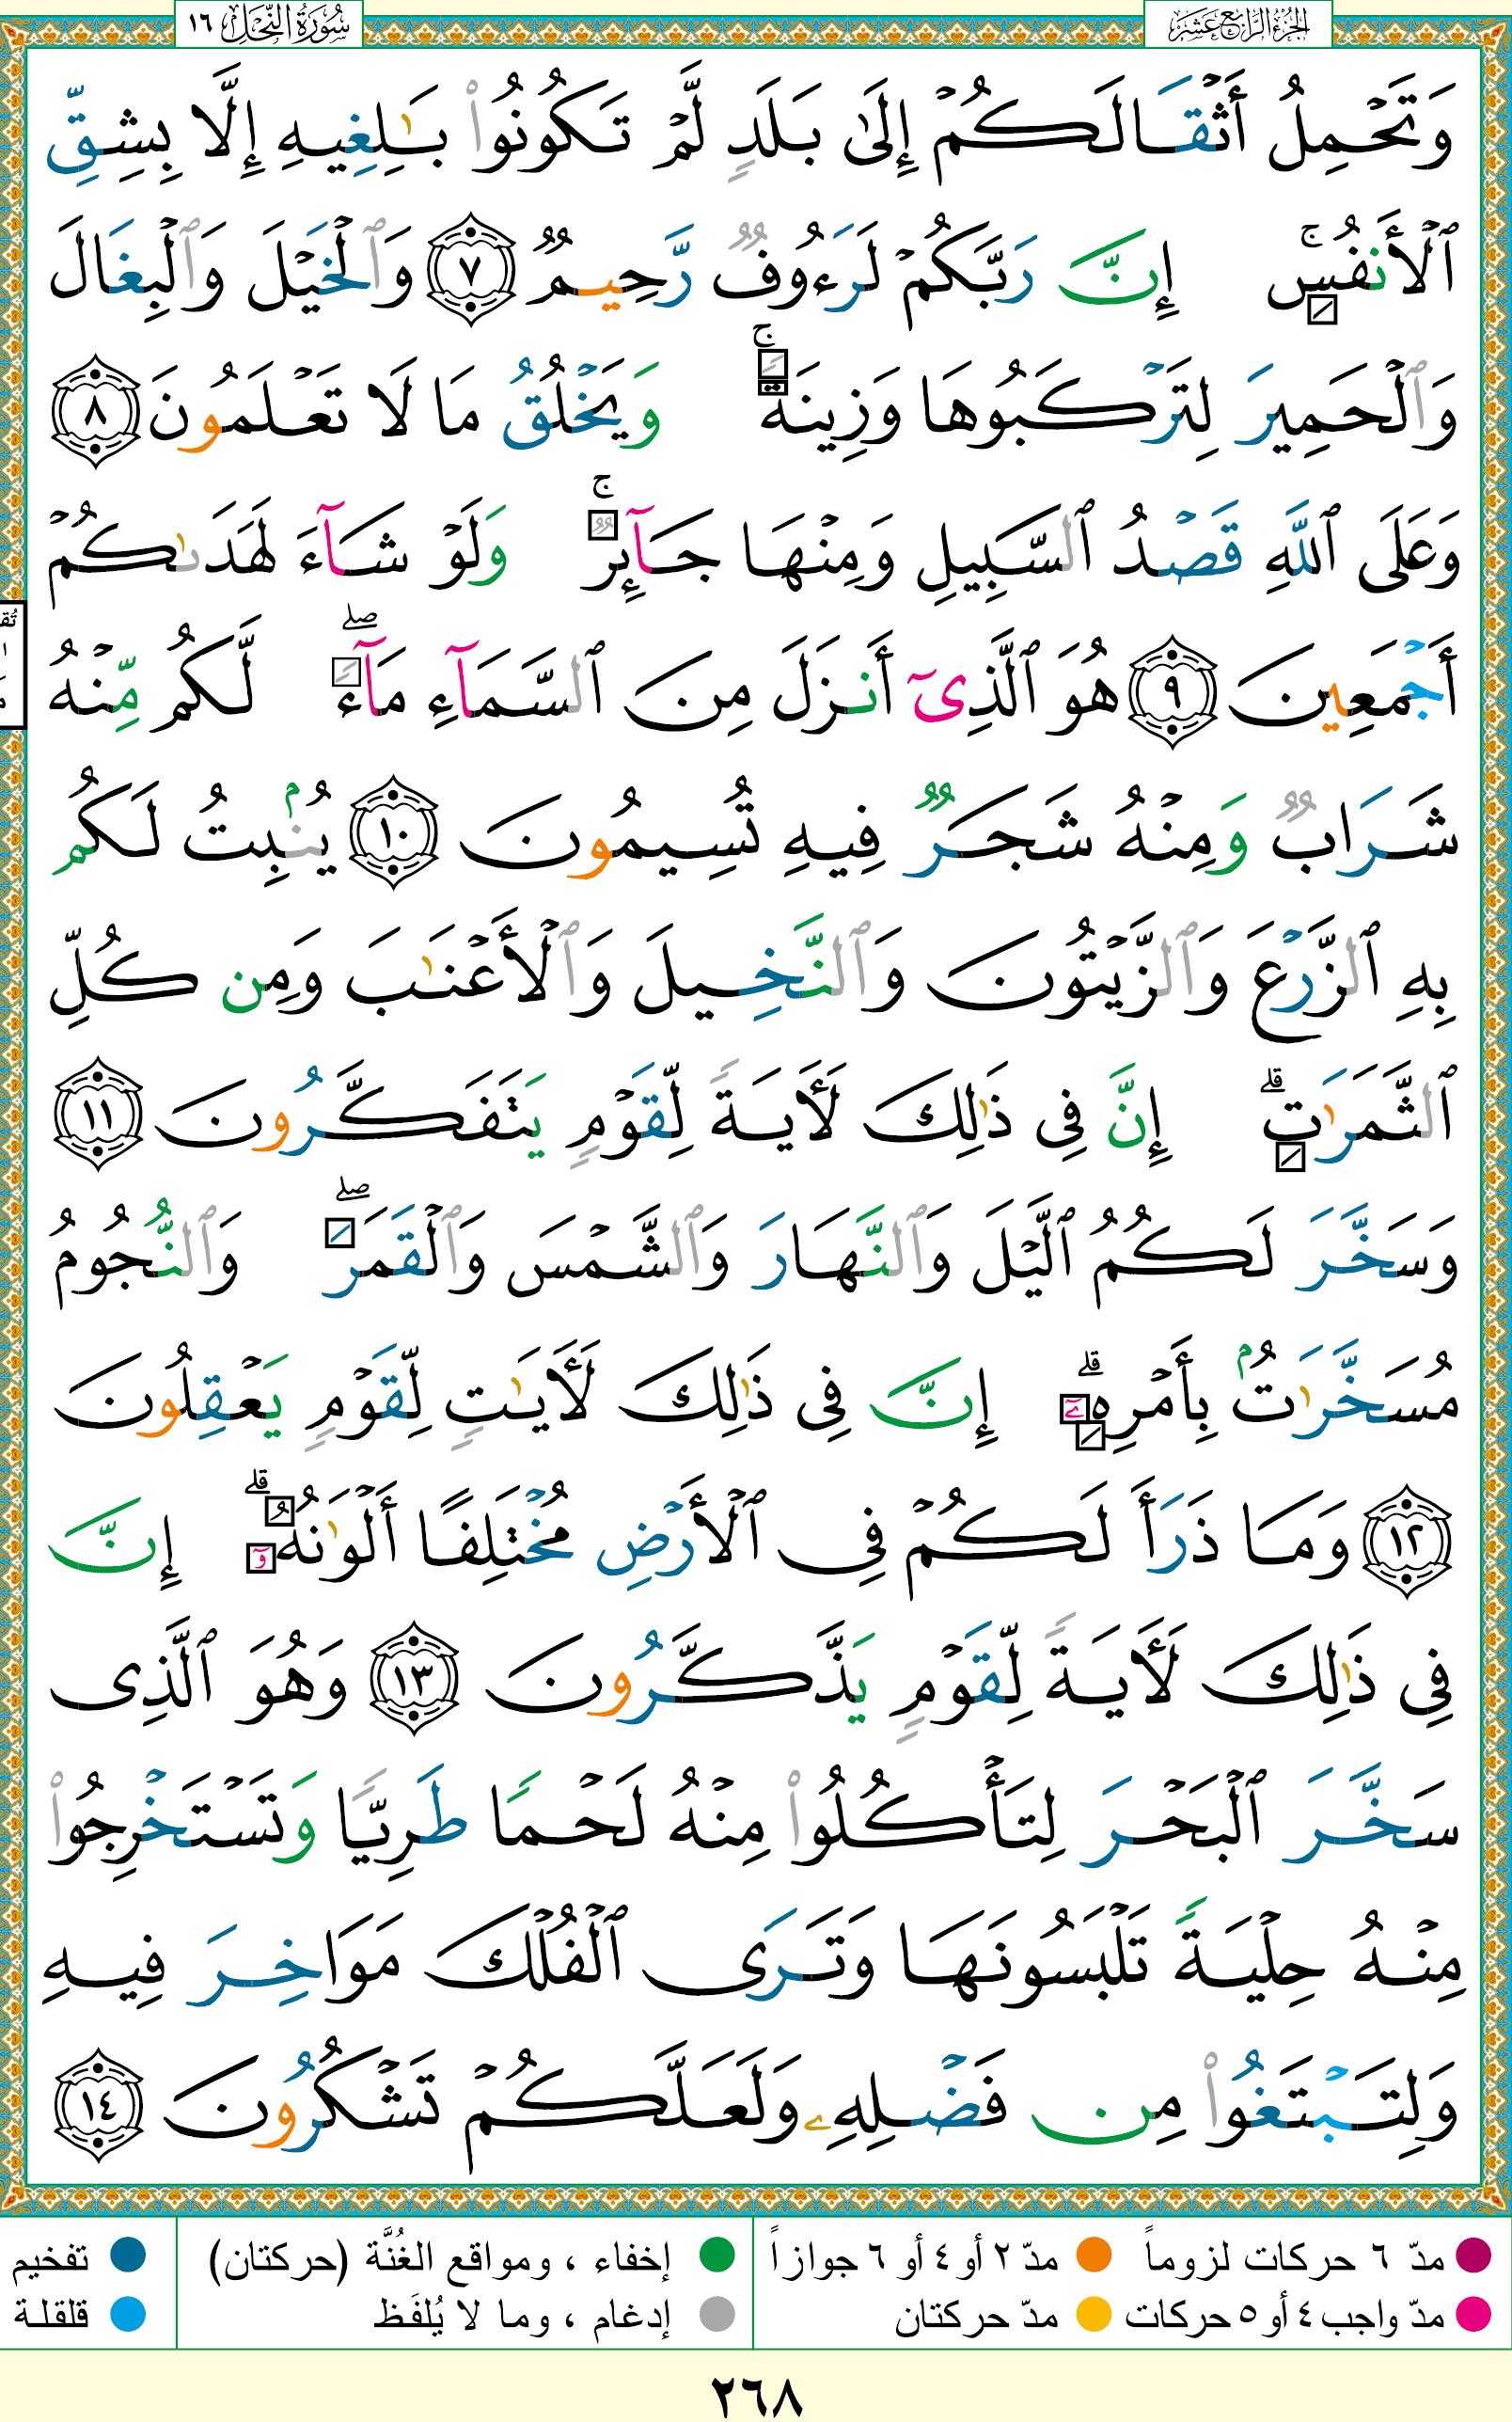 الجزء الرابع عشر
سورة النحل ١٦
وَتَحْمِلُ أَثْقَالَكُمْ إِلَىٰ بَلَدٍ لَّمْ تَكُونُوا۟ بَـٰلِغِيهِ إِلَّا بِشِقِّ
ٱلْأَنفُسِ ۚ إِنَّ رَبَّكُمْ لَرَءُوفٌ رَّحِيمٌ ٧ وَٱلْخَيْلَ وَٱلْبِغَالَ
وَٱلْحَمِيرَ لِتَرْكَبُوهَا وَزِينَةً ۚ وَيَخْلُقُ مَا لَا تَعْلَمُونَ ٨
وَعَلَى ٱللَّهِ قَصْدُ ٱلسَّبِيلِ وَمِنْهَا جَآئِرٌ ۚ وَلَوْ شَآءَ لَهَدَىٰكُمْ
أَجْمَعِينَ ٩ هُوَ ٱلَّذِىٓ أَنزَلَ مِنَ ٱلسَّمَآءِ مَآءً ۖ لَّكُم مِّنْهُ
شَرَابٌ وَمِنْهُ شَجَرٌ فِيهِ تُسِيمُونَ ١٠ يُنۢبِتُ لَكُم
بِهِ ٱلزَّرْعَ وَٱلزَّيْتُونَ وَٱلنَّخِيلَ وَٱلْأَعْنَـٰبَ وَمِن كُلِّ
ٱلثَّمَرَٰتِ ۗ إِنَّ فِى ذَٰلِكَ لَـَٔايَةً لِّقَوْمٍ يَتَفَكَّرُونَ ١١
وَسَخَّرَ لَكُمُ ٱلَّيْلَ وَٱلنَّهَارَ وَٱلشَّمْسَ وَٱلْقَمَرَ ۖ وَٱلنُّجُومُ
مُسَخَّرَٰتٌۢ بِأَمْرِهِۦٓ ۗ إِنَّ فِى ذَٰلِكَ لَـَٔايَـٰتٍ لِّقَوْمٍ يَعْقِلُونَ
١٢ وَمَا ذَرَأَ لَكُمْ فِى ٱلْأَرْضِ مُخْتَلِفًا أَلْوَٰنُهُۥٓ ۗ إِنَّ
فِى ذَٰلِكَ لَـَٔايَةً لِّقَوْمٍ يَذَّكَّرُونَ ١٣ وَهُوَ ٱلَّذِى
سَخَّرَ ٱلْبَحْرَ لِتَأْكُلُوا۟ مِنْهُ لَحْمًا طَرِيًّا وَتَسْتَخْرِجُوا۟
مِنْهُ حِلْيَةً تَلْبَسُونَهَا وَتَرَى ٱلْفُلْكَ مَوَاخِرَ فِيهِ
وَلِتَبْتَغُوا۟ مِن فَضْلِهِۦ وَلَعَلَّكُمْ تَشْكُرُونَ ١٤
مدّ ٦ حركات لزوماً مدّ ٢ أو ٤ أو ٦ جوازاً إخفاء ، ومواقع الغُنَّة (حركتان) تفخيم
مدّ واجب ٤ أو ٥ حركات مدّ حركتان إدغام ، وما لا يُلفَظ قلقلة
٢٦٨